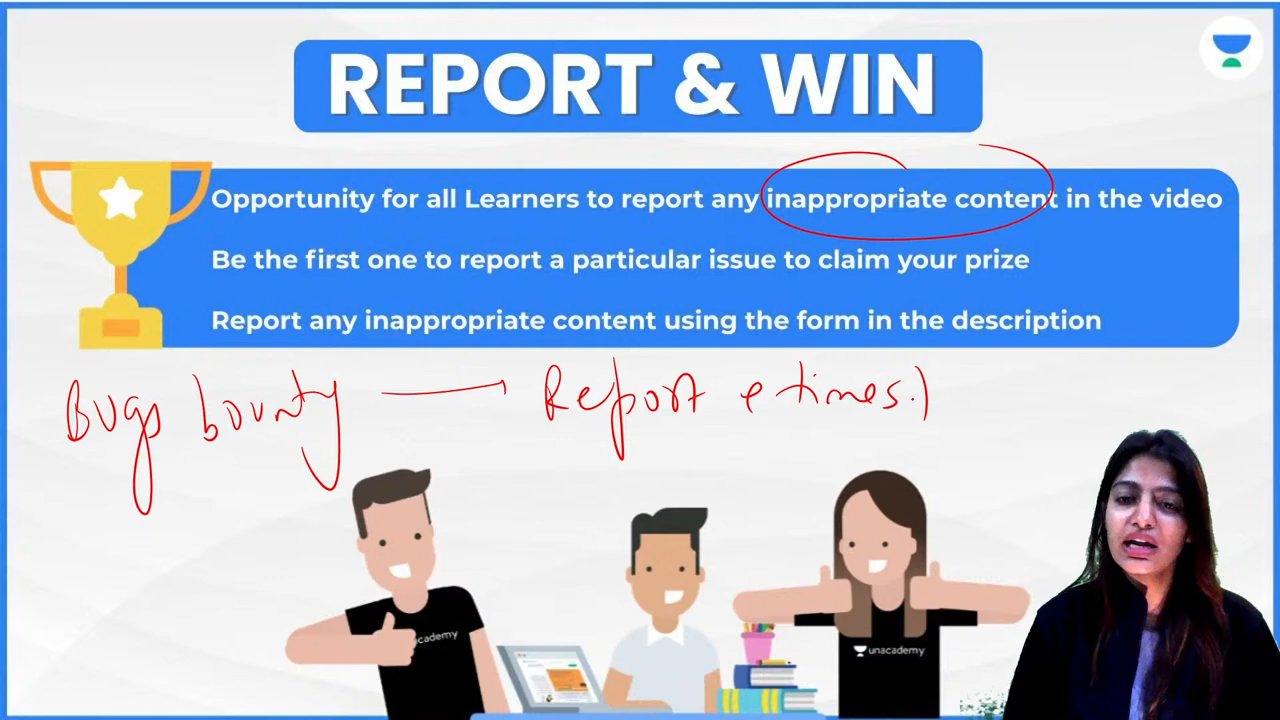 REPORT & WIN
Opportunity for all Learners to report any inappropriate content in the video
Be the first one to report a particular issue to claim your prize
Report any inappropriate content using the form in the description
Bugs bounty Report e times.)
unacademy
unacademy